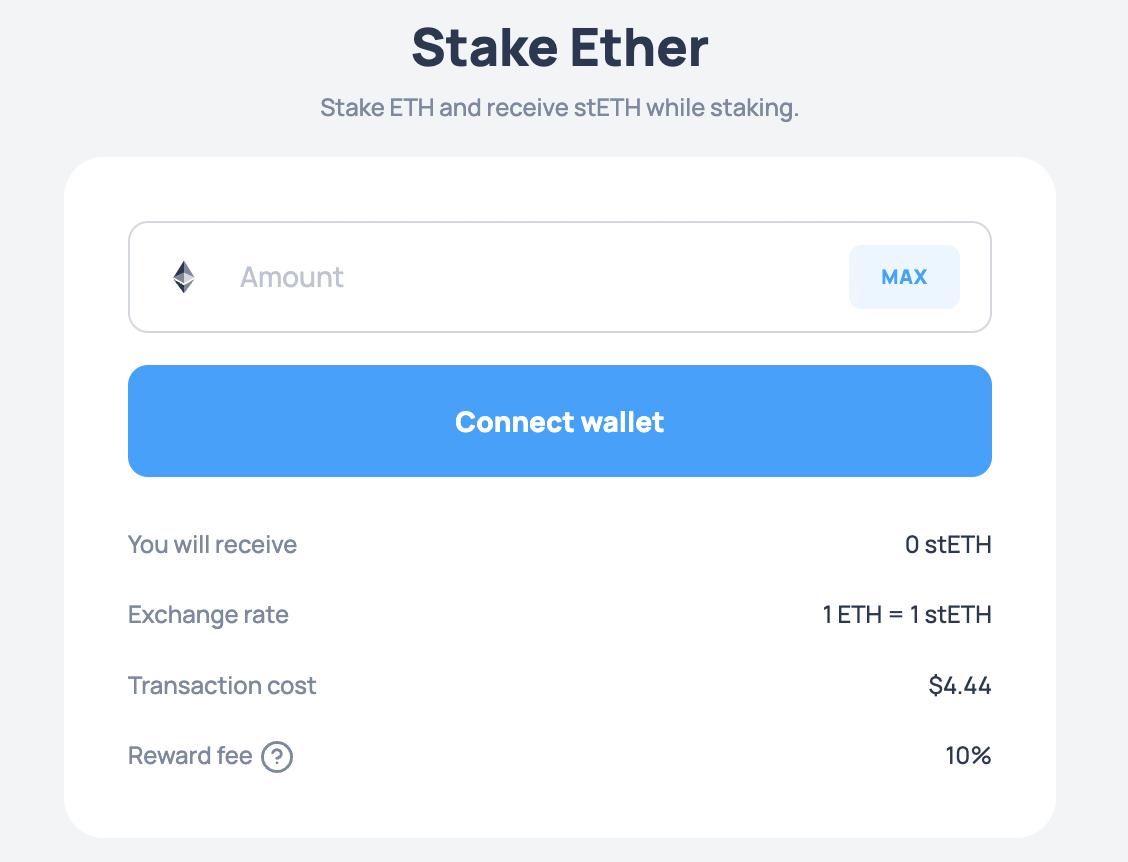 Stake Ether
Stake ETH and receive stETH while staking.
Amount
MAX
Connect wallet
You will receive 0 stETH
Exchange rate 1 ETH = 1 stETH
Transaction cost $4.44
Reward fee ? 10%